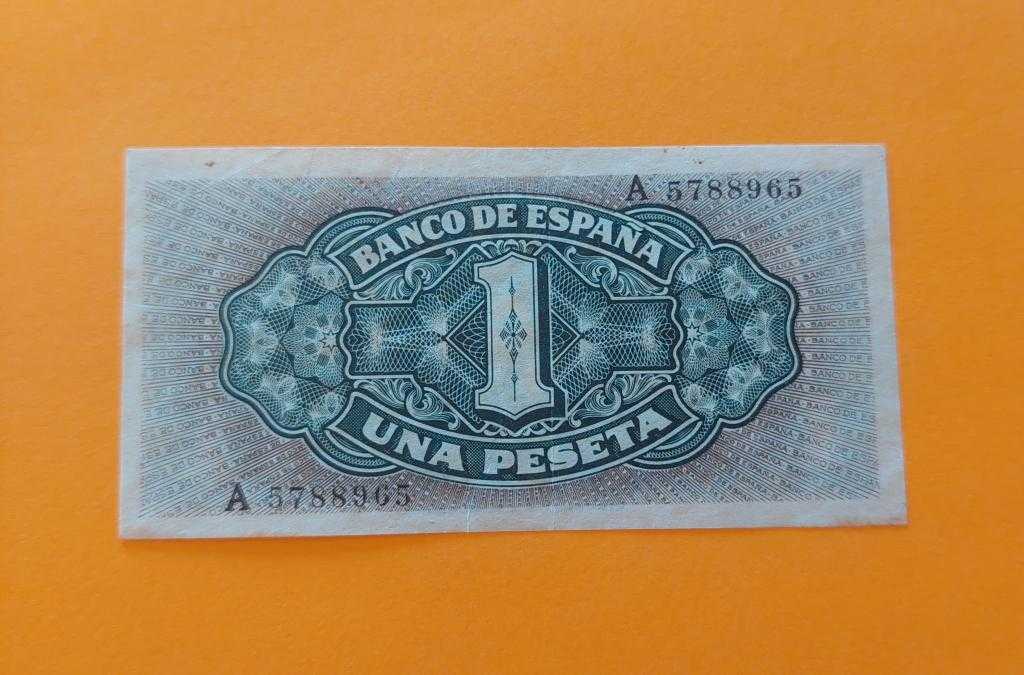 A 5788965
BANCO DE ESPAÑA
1
UNA PESETA
A 5788965